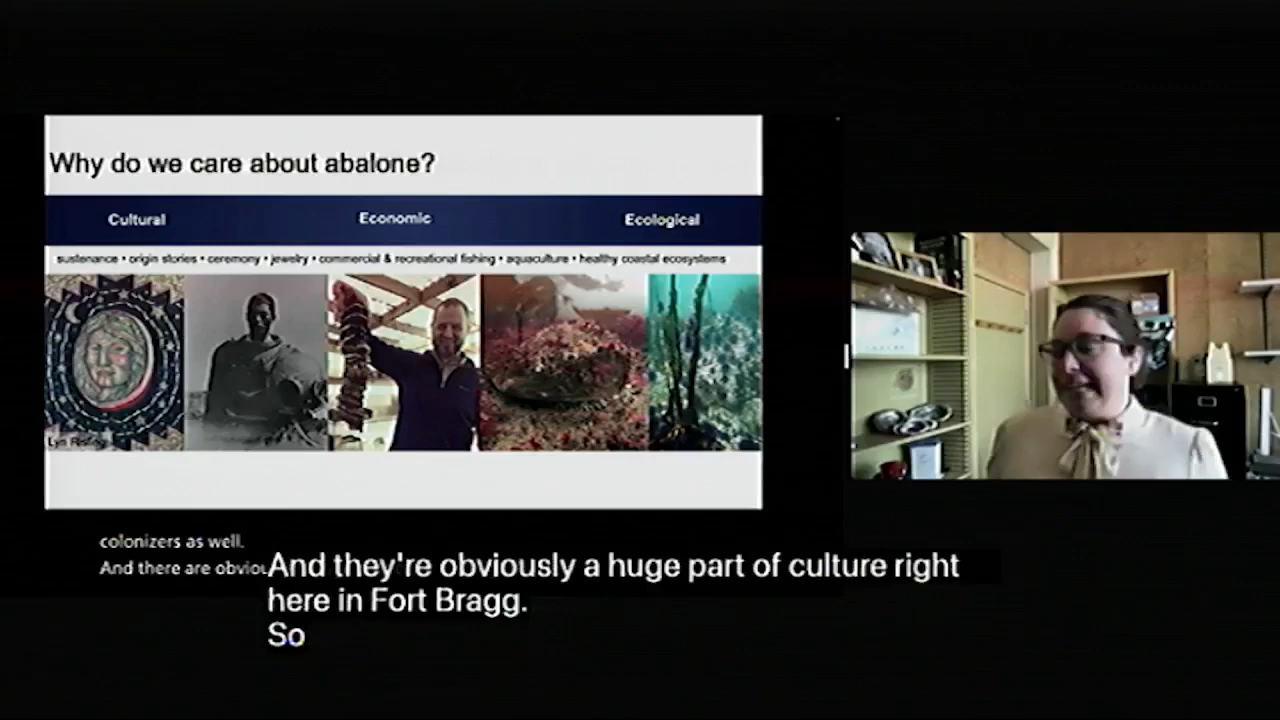 Why do we care about abalone?
Cultural
Economic
Ecological
sustenance • origin stories • ceremony • jewelry • commercial & recreational fishing • aquaculture • healthy coastal ecosystems
colonizers as well.
And there are obviou
And they're obviously a huge part of culture right
here in Fort Bragg.
So